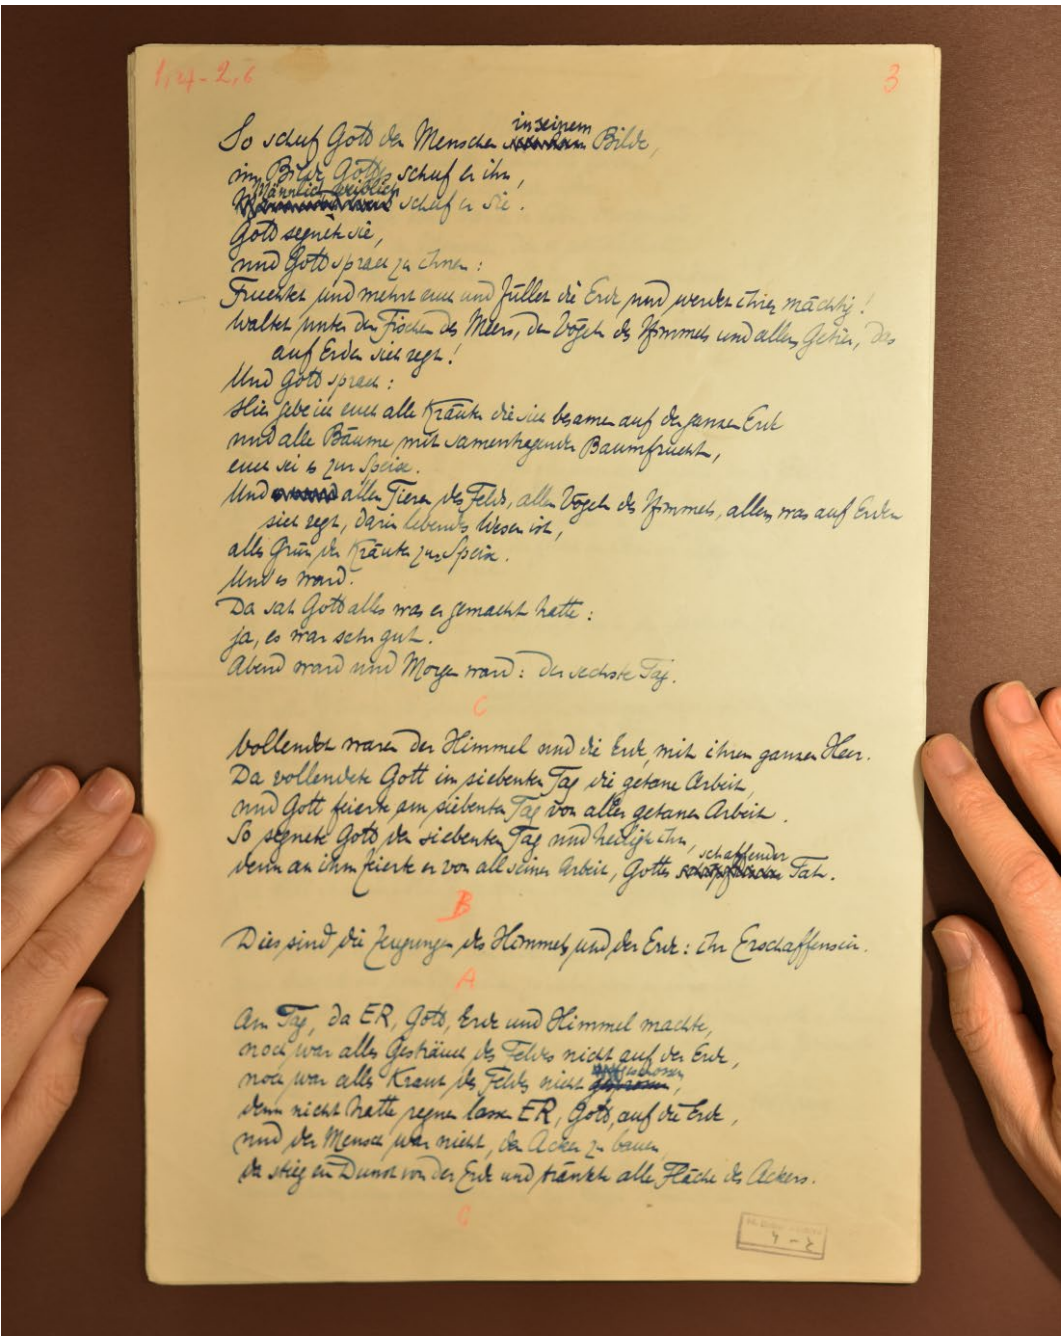 1,27-2,6
3
So schuf Gott den Menschen in seinem Bilde,
im Bilde Gottes schuf er ihn,
Männlich, weiblich schuf er sie.
Gott segnete sie,
und Gott sprach zu ihnen:
Fruchtet und mehrt euch und füllet die Erde und werdet ihrer mächtig!
waltet unter den Fischen des Meers, den Vögeln des Himmels und allem Getier, das
auf Erden sich regt!
Und Gott sprach:
Hier gebe ich euch alle Kräuter die sich besamen auf der ganzen Erde
und alle Bäume mit samentragender Baumfrucht,
euch sei es zur Speise.
Und allen Tieren des Felds, allen Vögeln des Himmels, allem was auf Erden
sich regt, darin lebendes Wesen ist,
alles Grün der Kräuter zur Speise.
Und es ward.
Da sah Gott alles was er gemacht hatte:
ja, es war sehr gut.
Abend ward und Morgen ward: der sechste Tag.
C
Vollendet waren der Himmel und die Erde, mit ihrem ganzen Heer.
Da vollendete Gott im siebenten Tag die getane Arbeit,
und Gott feierte am siebenten Tag von aller getanen Arbeit.
So segnete Gott den siebenten Tag und heiligte ihn,
denn an ihm feierte er von all seiner Arbeit, Gottes schaffender Tat.
B
Dies sind die Zeugungen des Himmels und der Erde: ihr Erschaffensein.
A
Am Tag, da ER, Gott, Erde und Himmel machte,
noch war alles Gesträuch des Feldes nicht auf der Erde,
noch war alles Kraut des Feldes nicht aufgeschossen,
denn nicht hatte regnen lassen ER, Gott, auf die Erde,
und der Mensch war nicht, den Acker zu bauen,
da stieg ein Dunst von der Erde und tränkte alle Fläche des Ackers.